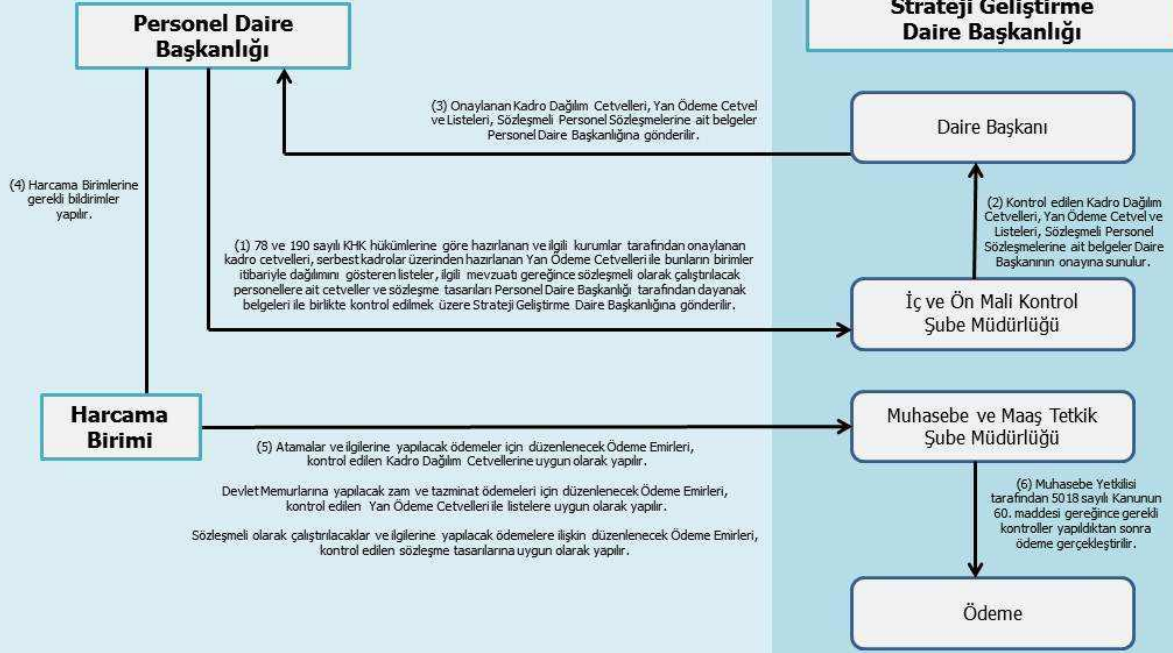 Personel Daire
Başkanlığı
Strateji Geliştirme
Daire Başkanlığı
(3) Onaylanan Kadro Dağılım Cetvelleri, Yan Ödeme Cetvel
ve Listeleri, Sözleşmeli Personel Sözleşmelerine ait belgeler
Personel Daire Başkanlığına gönderilir.
Daire Başkanı
(4) Harcama Birimlerine
gerekli bildirimler
yapılır.
(2) Kontrol edilen Kadro Dağılım
Cetvelleri, Yan Ödeme Cetvel ve
Listeleri, Sözleşmeli Personel
Sözleşmelerine ait belgeler Daire
Başkanının onayına sunulur.
(1) 78 ve 190 sayılı KHK hükümlerine göre hazırlanan ve ilgili kurumlar tarafından onaylanan
kadro cetvelleri, serbest kadrolar üzerinden hazırlanan Yan Ödeme Cetvelleri ile bunların birimler
itibariyle dağılımını gösteren listeler, ilgili mevzuatı gereğince sözleşmeli olarak çalıştırılacak
personellere ait cetveller ve sözleşme tasarıları Personel Daire Başkanlığı tarafından dayanak
belgeleri ile birlikte kontrol edilmek üzere Strateji Geliştirme Daire Başkanlığına gönderilir.
İç ve Ön Mali Kontrol
Şube Müdürlüğü
Harcama
Birimi
Muhasebe ve Maaş Tetkik
Şube Müdürlüğü
(5) Atamalar ve ilgilerine yapılacak ödemeler için düzenlenecek Ödeme Emirleri,
kontrol edilen Kadro Dağılım Cetvellerine uygun olarak yapılır.
Devlet Memurlarına yapılacak zam ve tazminat ödemeleri için düzenlenecek Ödeme Emirleri,
kontrol edilen Yan Ödeme Cetvelleri ile listelere uygun olarak yapılır.
Sözleşmeli olarak çalıştırılacaklar ve ilgilerine yapılacak ödemelere ilişkin düzenlenecek Ödeme Emirleri,
kontrol edilen sözleşme tasarılarına uygun olarak yapılır.
(6) Muhasebe Yetkilisi
tarafından 5018 sayılı Kanunun
60. maddesi gereğince gerekli
kontroller yapıldıktan sonra
ödeme gerçekleştirilir.
Ödeme